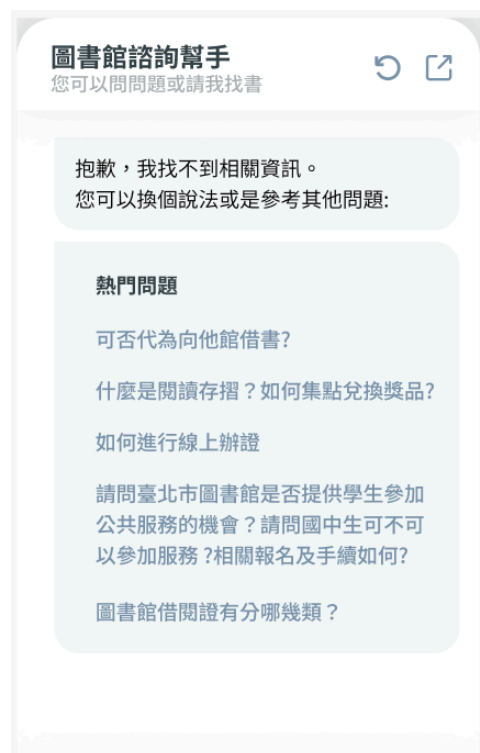 圖書館諮詢幫手
您可以問問題或請我找書
抱歉，我找不到相關資訊。
您可以換個說法或是參考其他問題:
熱門問題
可否代為向他館借書?
什麼是閱讀存摺？如何集點兌換獎品?
如何進行線上辦證
請問臺北市圖書館是否提供學生參加
公共服務的機會？請問國中生可不可
以參加服務 ?相關報名及手續如何?
圖書館借閱證有分哪幾類？